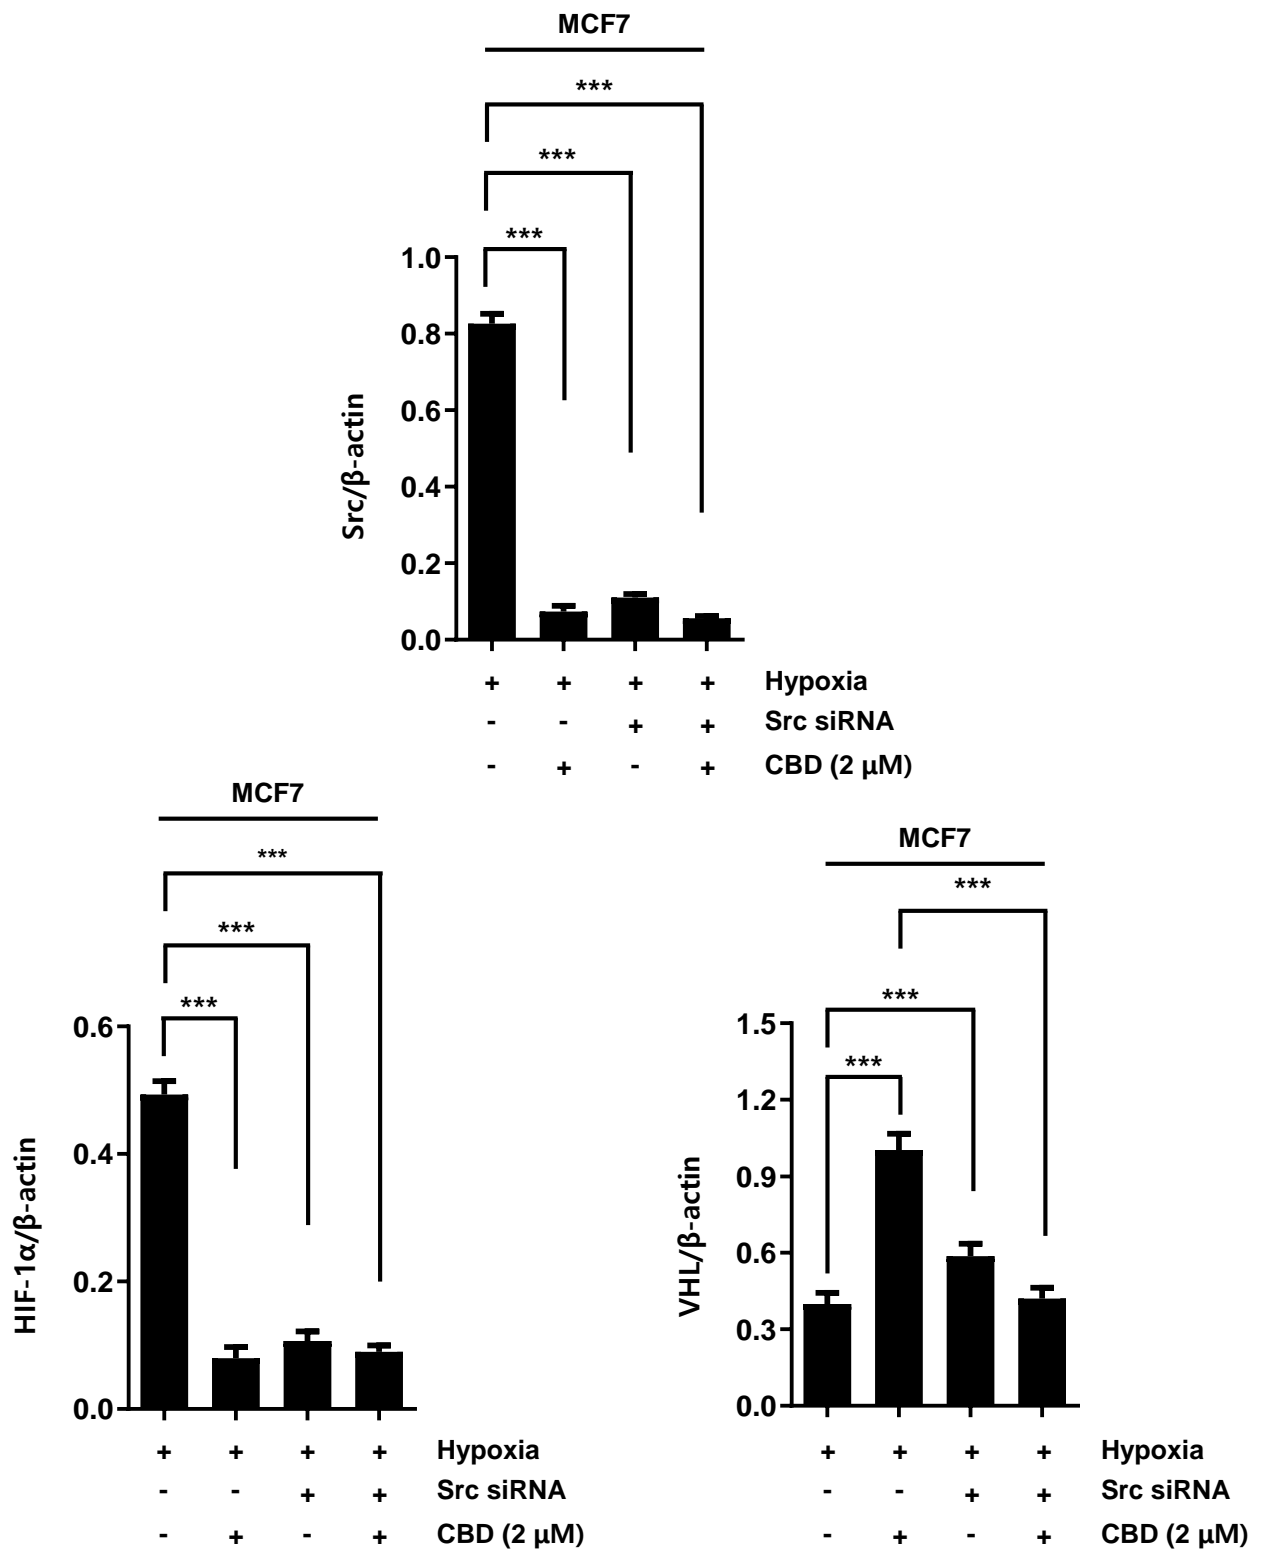 MCF7
***
***
***
1.0
0.8
0.6
0.4
0.2
0.0
Src/β-actin
+ + + + Hypoxia
- - + + Src siRNA
- + - + CBD (2 μM)
MCF7
***
***
***
0.6
0.4
0.2
0.0
HIF-1α/β-actin
+ + + + Hypoxia
- - + + Src siRNA
- + - + CBD (2 μM)
MCF7
***
***
***
1.5
1.2
0.9
0.6
0.3
0.0
VHL/β-actin
+ + + + Hypoxia
- - + + Src siRNA
- + - + CBD (2 μM)